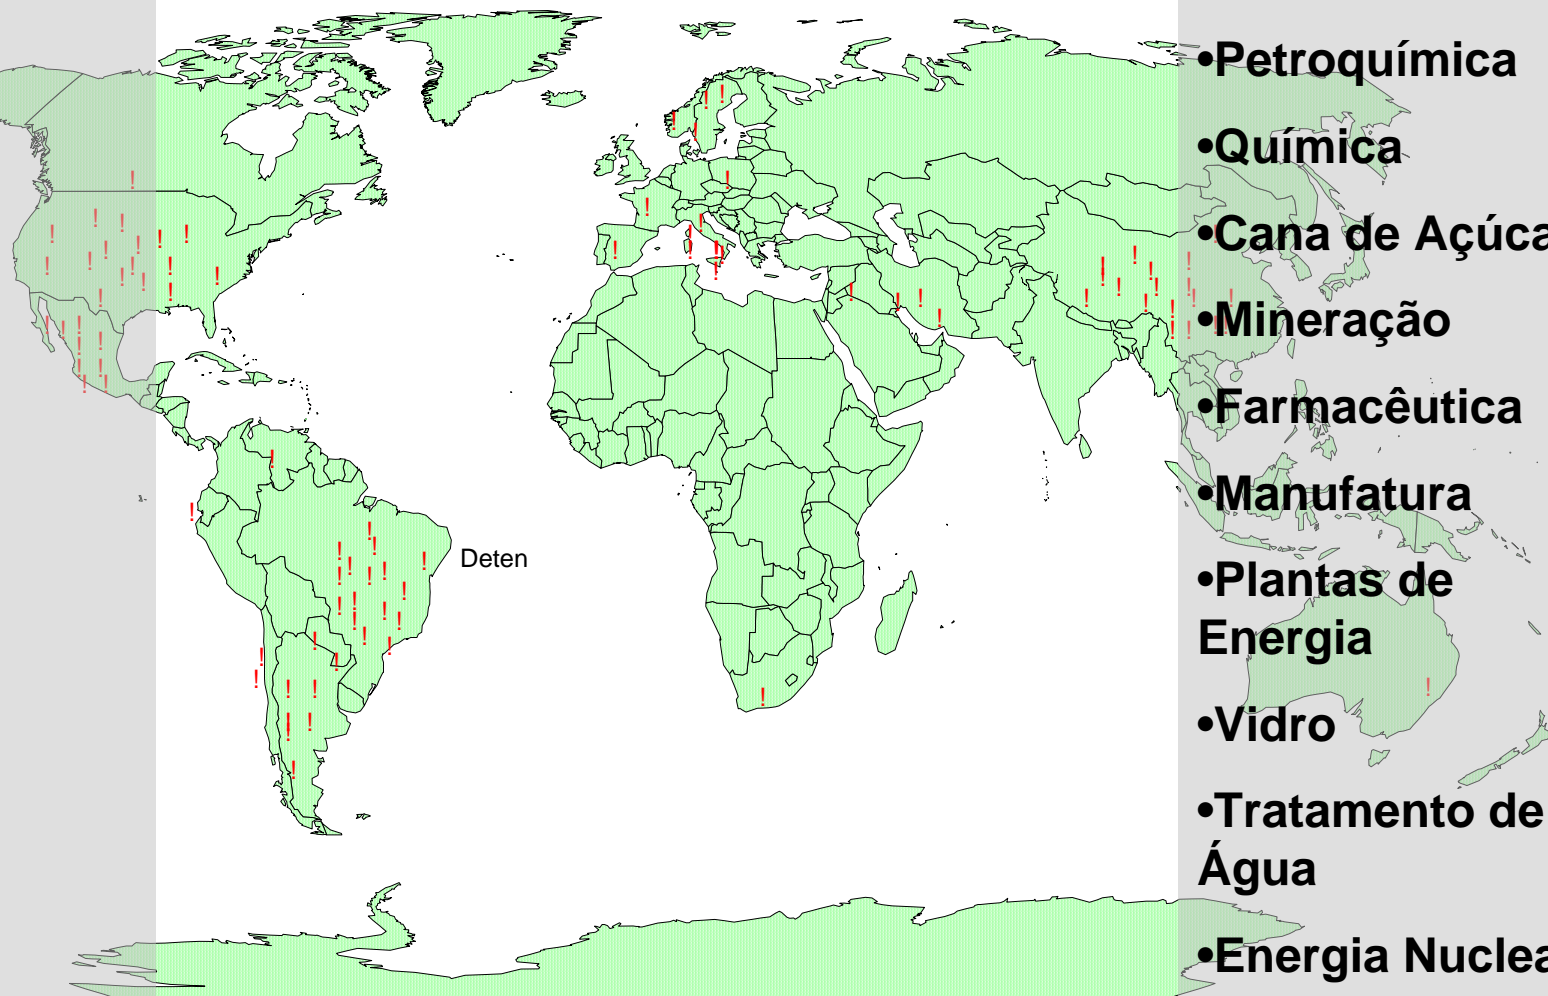 •Petroquímica
•Química
•Cana de Açúca
•Mineração
•Farmacêutica
•Manufatura
•Plantas de
Energia
•Vidro
•Tratamento de
Água
•Energia Nuclea
Deten